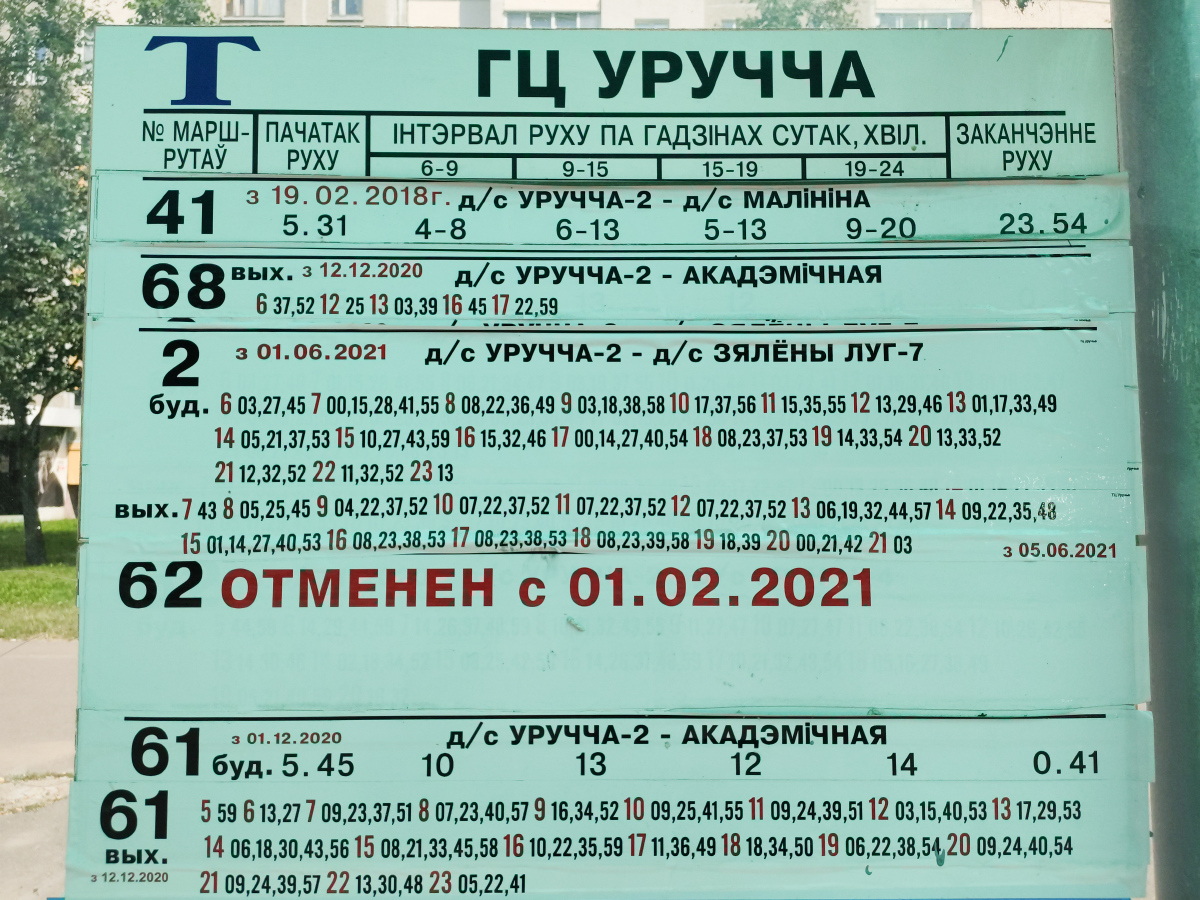 Т
ГЦ УРУЧЧА
№ МАРШ-
РУТАЎ
ПАЧАТАК
РУХУ
ІНТЭРВАЛ РУХУ ПА ГАДЗІНАХ СУТАК, ХВІЛ.
6-9 9-15 15-19 19-24
ЗАКАНЧЭННЕ
РУХУ
41 з 19.02.2018г. д/с УРУЧЧА-2 - д/с МАЛІНІНА
5.31 4-8 6-13 5-13 9-20 23.54
68 вых. з 12.12.2020 д/с УРУЧЧА-2 - АКАДЭМІЧНАЯ
6 37,52 12 25 13 03,39 16 45 17 22,59
2 з 01.06.2021 д/с УРУЧЧА-2 - д/с ЗЯЛЁНЫ ЛУГ-7
буд. 6 03,27,45 7 00,15,28,41,55 8 08,22,36,49 9 03,18,38,58 10 17,37,56 11 15,35,55 12 13,29,46 13 01,17,33,49
14 05,21,37,53 15 10,27,43,59 16 15,32,46 17 00,14,27,40,54 18 08,23,37,53 19 14,33,54 20 13,33,52
21 12,32,52 22 11,32,52 23 13
вых. 7 43 8 05,25,45 9 04,22,37,52 10 07,22,37,52 11 07,22,37,52 12 07,22,37,52 13 06,19,32,44,57 14 09,22,35,48
15 01,14,27,40,53 16 08,23,38,53 17 08,23,38,53 18 08,23,39,58 19 18,39 20 00,21,42 21 03
з 05.06.2021
62 ОТМЕНЕН с 01.02.2021
61 з 01.12.2020 д/с УРУЧЧА-2 - АКАДЭМІЧНАЯ
буд. 5.45 10 13 12 14 0.41
61 5 59 6 13,27 7 09,23,37,51 8 07,23,40,57 9 16,34,52 10 09,25,41,55 11 09,24,39,51 12 03,15,40,53 13 17,29,53
вых. 14 06,18,30,43,56 15 08,21,33,45,58 16 10,22,35,59 17 11,36,49 18 18,34,50 19 06,22,38,54 20 09,24,40,54
з 12.12.2020 21 09,24,39,57 22 13,30,48 23 05,22,41